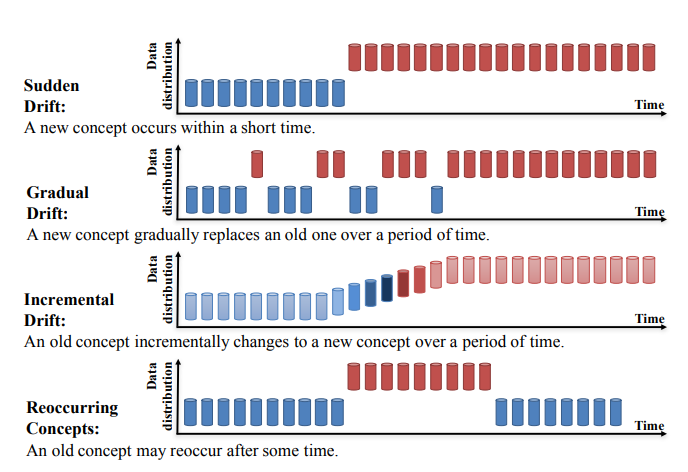 Data
distribution
Sudden
Drift:
Time
A new concept occurs within a short time.
Data
distribution
Gradual
Drift:
Time
A new concept gradually replaces an old one over a period of time.
Data
distribution
Incremental
Drift:
Time
An old concept incrementally changes to a new concept over a period of time.
Data
distribution
Reoccurring
Concepts:
Time
An old concept may reoccur after some time.